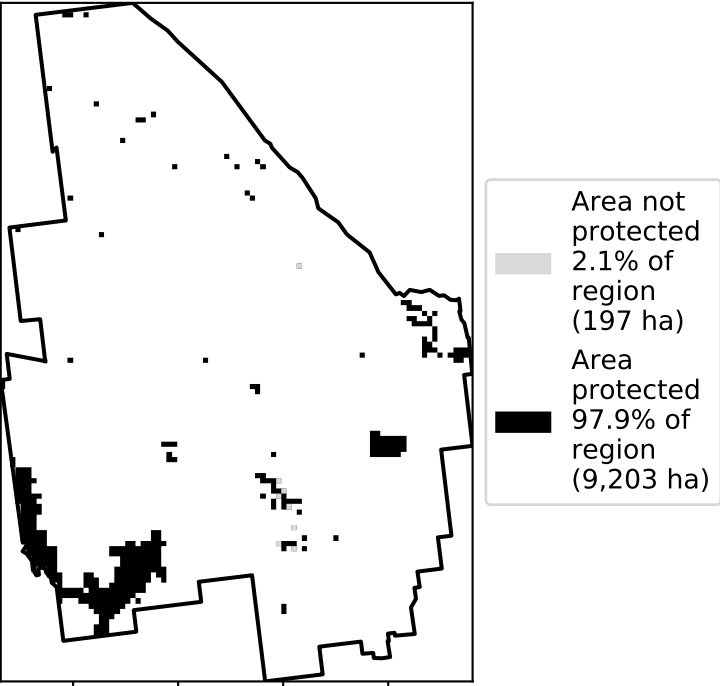 Area not
protected
2.1% of
region
(197 ha)
Area
protected
97.9% of
region
(9,203 ha)